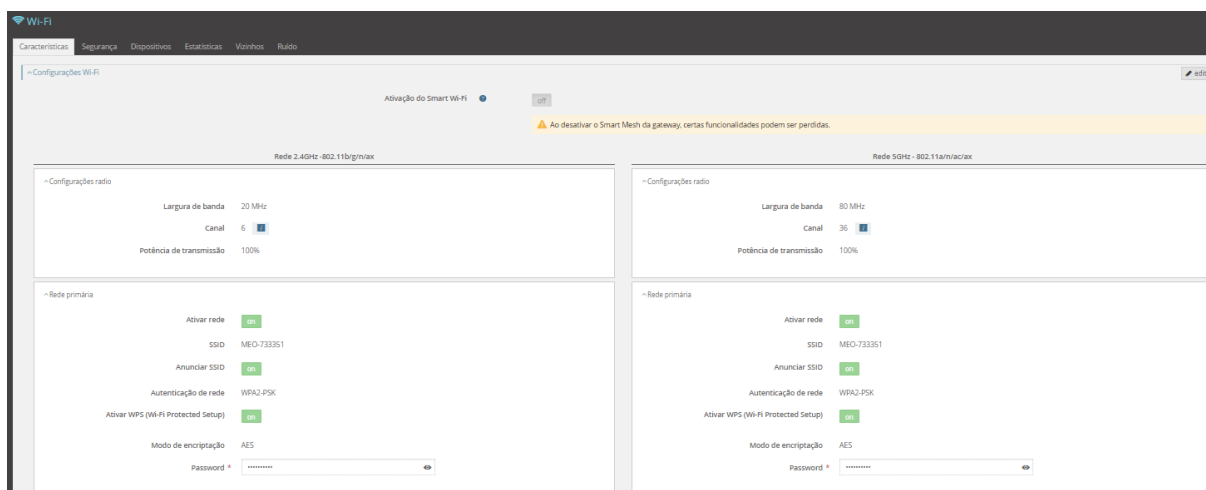 Wi-Fi
Características Segurança Dispositivos Estatísticas Vizinhos Ruído
Configurações Wi-Fi
Ativação do Smart Wi-Fi ? off
Ao desativar o Smart Mesh da gateway, certas funcionalidades podem ser perdidas.
Rede 2.4GHz -802.11b/g/n/ax
Configurações radio
Largura de banda 20 MHz
Canal 6
Potência de transmissão 100%
Rede primária
Ativar rede on
SSID MEO-733351
Anunciar SSID on
Autenticação de rede WPA2-PSK
Ativar WPS (Wi-Fi Protected Setup) on
Modo de encriptação AES
Password * ••••••••••
Rede 5GHz - 802.11a/n/ac/ax
Configurações radio
Largura de banda 80 MHz
Canal 36
Potência de transmissão 100%
Rede primária
Ativar rede on
SSID MEO-733351
Anunciar SSID on
Autenticação de rede WPA2-PSK
Ativar WPS (Wi-Fi Protected Setup) on
Modo de encriptação AES
Password * ••••••••••